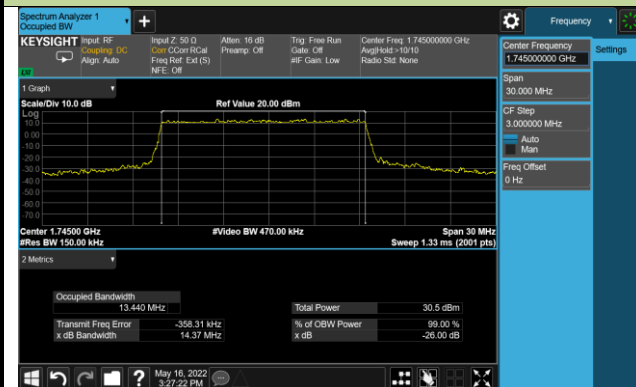 Spectrum Analyzer 1
Occupied BW
Frequency
KEYSIGHT
Input: RF
Coupling: DC
Align: Auto
Input Z: 50 Ω
Corr CCorr RCal
Freq Ref: Ext (S)
NFE: Off
Atten: 16 dB
Preamp: Off
Trig: Free Run
Gate: Off
#IF Gain: Low
Center Freq: 1.745000000 GHz
Avg|Hold:>10/10
Radio Std: None
Center Frequency
1.745000000 GHz
Settings
Span
30.000 MHz
CF Step
3.000000 MHz
Auto
Man
Freq Offset
0 Hz
1 Graph
Scale/Div 10.0 dB
Ref Value 20.00 dBm
Log
10.0
0.00
-10.0
-20.0
-30.0
-40.0
-50.0
-60.0
-70.0
Center 1.74500 GHz
#Video BW 470.00 kHz
Span 30 MHz
#Res BW 150.00 kHz
Sweep 1.33 ms (2001 pts)
2 Metrics
Occupied Bandwidth
13.440 MHz
Total Power
30.5 dBm
Transmit Freq Error
-358.31 kHz
% of OBW Power
99.00 %
x dB Bandwidth
14.37 MHz
x dB
-26.00 dB
May 16, 2022
3:27:22 PM